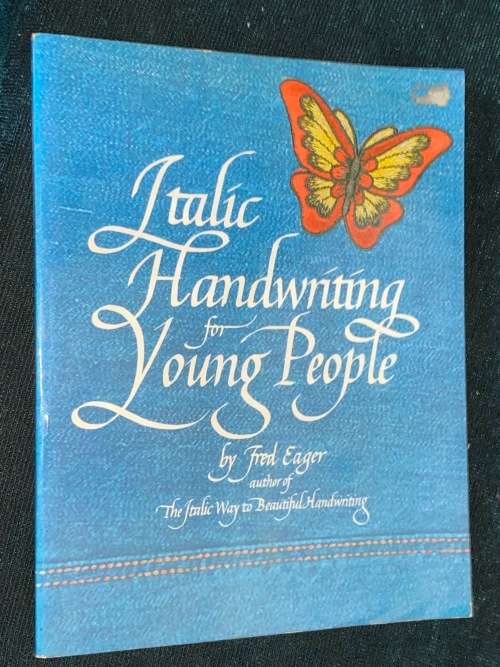 Italic
Handwriting
for
Young People
by Fred Eager
author of
The Italic Way to Beautiful Handwriting